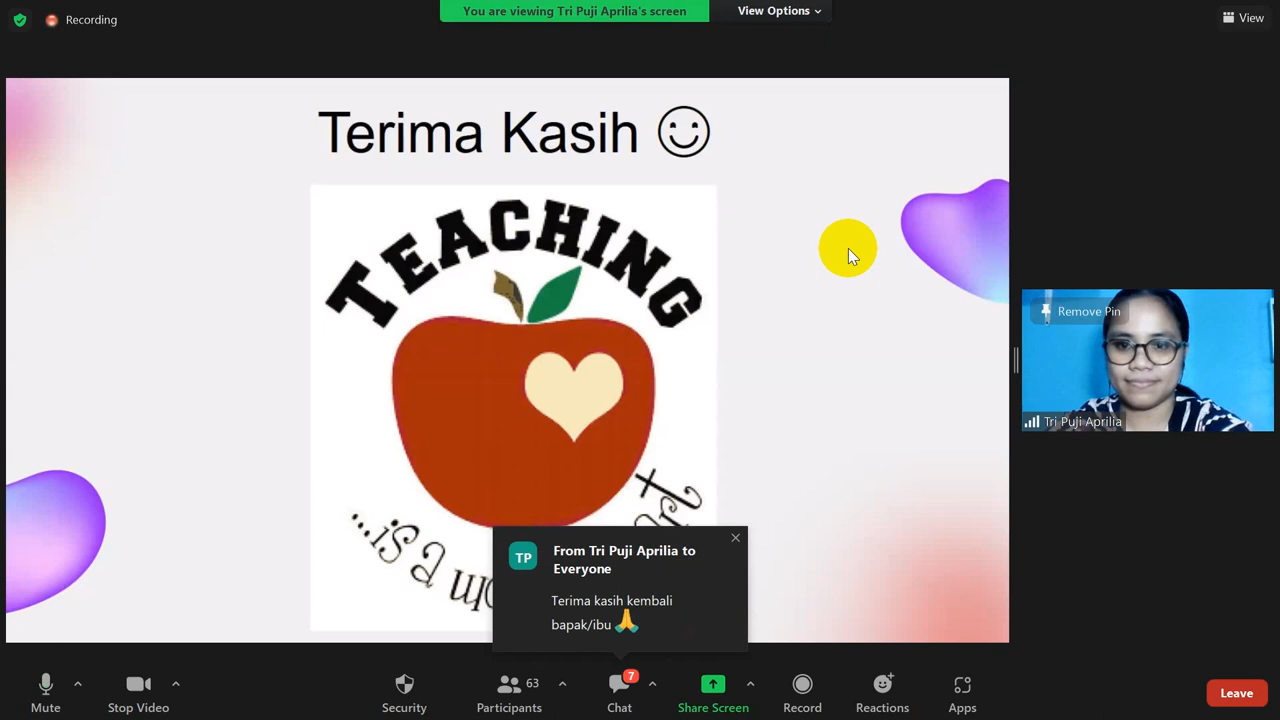 Recording
You are viewing Tri Puji Aprilia's screen
View Options
View
Terima Kasih ☺
TEACHING
...is a
Remove Pin
Tri Puji Aprilia
TP
From Tri Puji Aprilia to
Everyone
Terima kasih kembali
bapak/ibu 🙏
Mute
Stop Video
Security
63
Participants
7
Chat
Share Screen
Record
Reactions
Apps
Leave